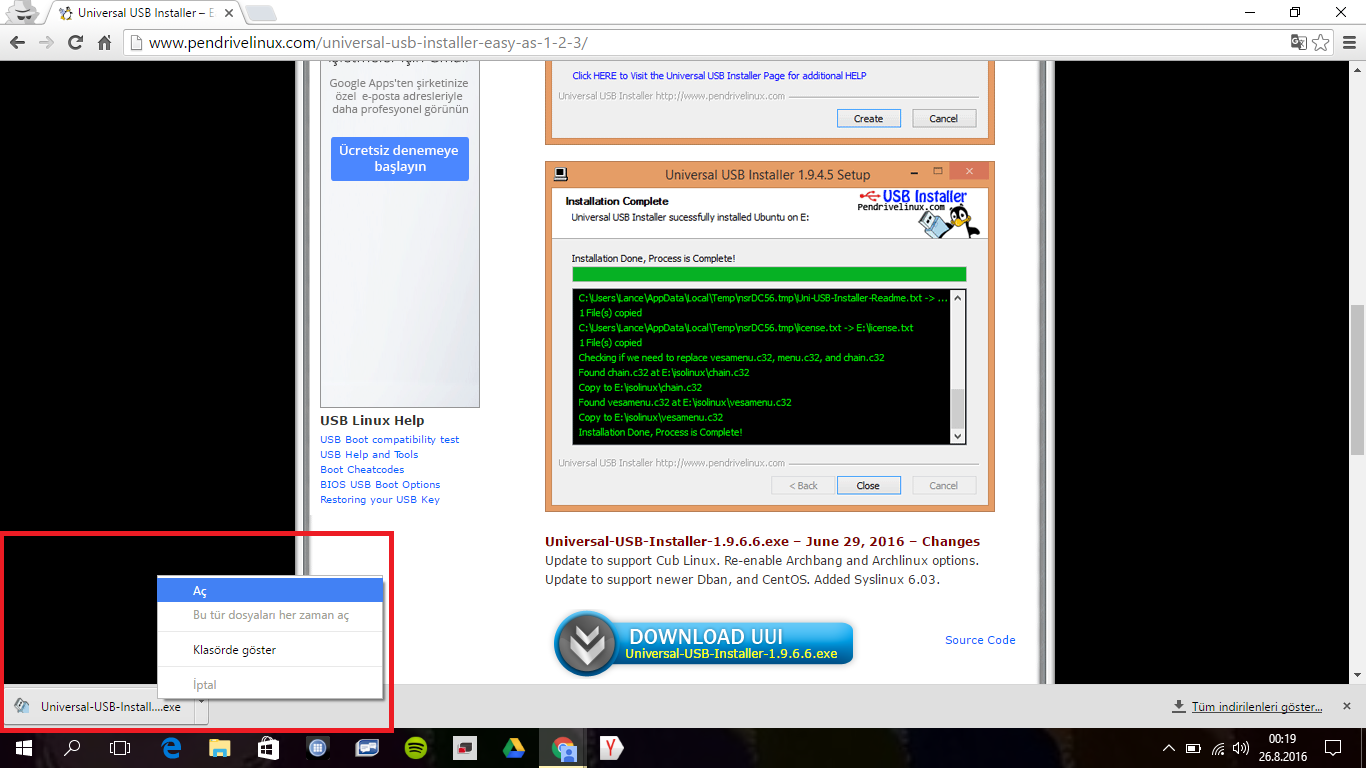 Universal USB Installer – E
www.pendrivelinux.com/universal-usb-installer-easy-as-1-2-3/
Google Apps'ten şirketinize
özel e-posta adresleriyle
daha profesyonel görünün
Ücretsiz denemeye
başlayın
USB Linux Help
USB Boot compatibility test
USB Help and Tools
Boot Cheatcodes
BIOS USB Boot Options
Restoring your USB Key
Click HERE to Visit the Universal USB Installer Page for additional HELP
Universal USB Installer http://www.pendrivelinux.com
Create
Cancel
Universal USB Installer 1.9.4.5 Setup
Installation Complete
Universal USB Installer sucessfully installed Ubuntu on E:
USB Installer
Pendrivelinux.com
Installation Done, Process is Complete!
C:\Users\Lance\AppData\Local\Temp\nsrDC56.tmp\Uni-USB-Installer-Readme.txt -> ...
1 File(s) copied
C:\Users\Lance\AppData\Local\Temp\nsrDC56.tmp\license.txt -> E:\license.txt
1 File(s) copied
Checking if we need to replace vesamenu.c32, menu.c32, and chain.c32
Found chain.c32 at E:\isolinux\chain.c32
Copy to E:\isolinux\chain.c32
Found vesamenu.c32 at E:\isolinux\vesamenu.c32
Copy to E:\isolinux\vesamenu.c32
Installation Done, Process is Complete!
Universal USB Installer http://www.pendrivelinux.com
< Back
Close
Cancel
Universal-USB-Installer-1.9.6.6.exe – June 29, 2016 – Changes
Update to support Cub Linux. Re-enable Archbang and Archlinux options.
Update to support newer Dban, and CentOS. Added Syslinux 6.03.
DOWNLOAD UUI
Universal-USB-Installer-1.9.6.6.exe
Source Code
Aç
Bu tür dosyaları her zaman aç
Klasörde göster
İptal
Universal-USB-Install....exe
Tüm indirilenleri göster...
00:19
26.8.2016